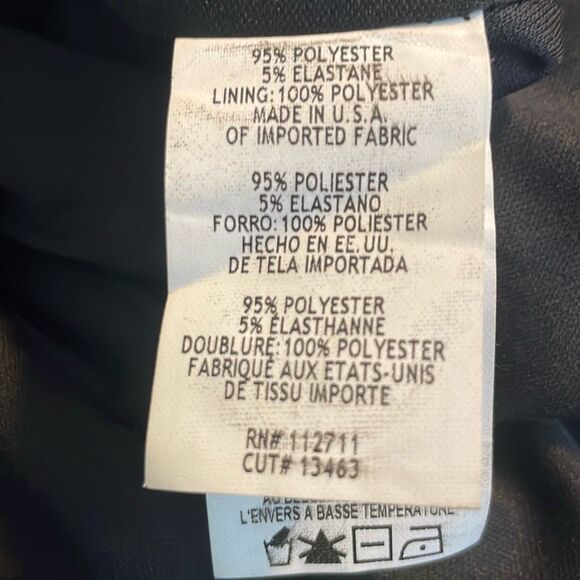 95% POLYESTER
5% ELASTANE
LINING: 100% POLYESTER
MADE IN U.S.A.
OF IMPORTED FABRIC
95% POLIESTER
5% ELASTANO
FORRO: 100% POLIESTER
HECHO EN EE. UU.
DE TELA IMPORTADA
95% POLYESTER
5% ÉLASTHANNE
DOUBLURE: 100% POLYESTER
FABRIQUÉ AUX ETATS-UNIS
DE TISSU IMPORTE
RN# 112711
CUT# 13463
L'ENVERS A BASSE TEMPERATURE